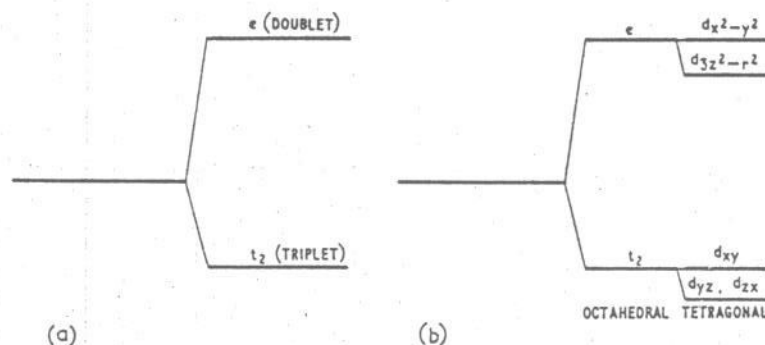 e (DOUBLET)
t₂ (TRIPLET)
(a)
e
dx²−y²
d3z²−r²
t₂
dxy
dyz , dzx
OCTAHEDRAL TETRAGONAL
(b)